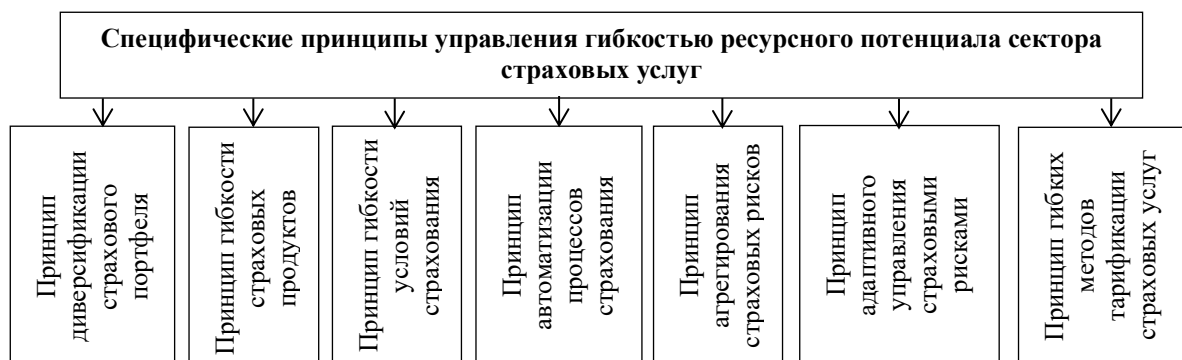 Специфические принципы управления гибкостью ресурсного потенциала сектора
страховых услуг
Принцип
диверсификации
страхового
портфеля
Принцип гибкости
страховых
продуктов
Принцип гибкости
условий
страхования
Принцип
автоматизации
процессов
страхования
Принцип
агрегирования
страховых рисков
Принцип
адаптивного
управления
страховыми
рисками
Принцип гибких
методов
тарификации
страховых услуг